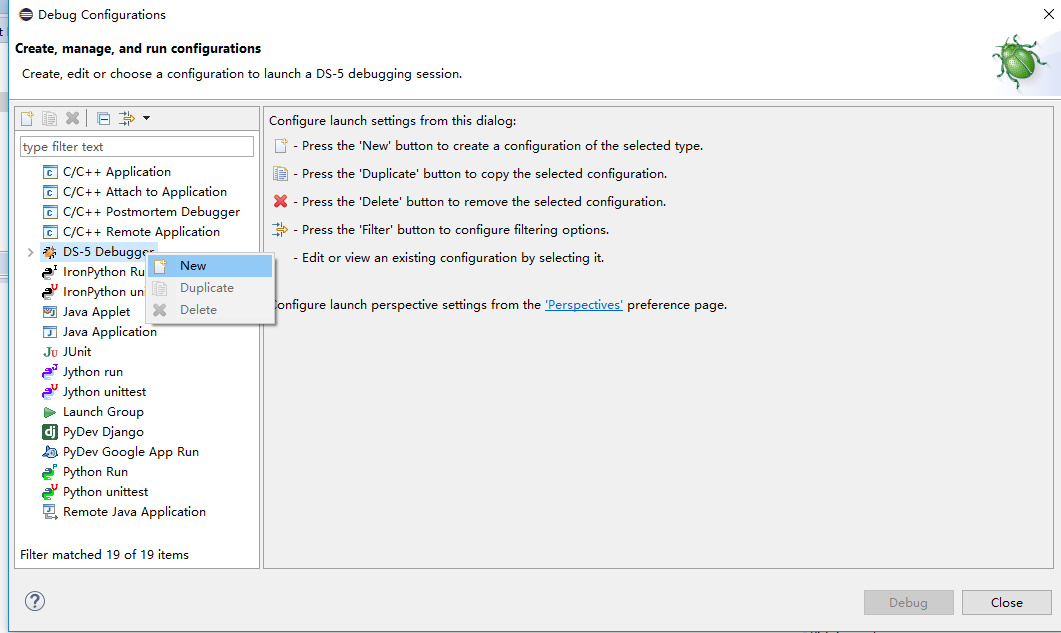 Debug Configurations
Create, manage, and run configurations
Create, edit or choose a configuration to launch a DS-5 debugging session.
type filter text
C/C++ Application
C/C++ Attach to Application
C/C++ Postmortem Debugger
C/C++ Remote Application
DS-5 Debugger
IronPython Ru
IronPython uni
Java Applet
Java Application
JUnit
Jython run
Jython unittest
Launch Group
PyDev Django
PyDev Google App Run
Python Run
Python unittest
Remote Java Application
Filter matched 19 of 19 items
New
Duplicate
Delete
Configure launch settings from this dialog:
- Press the 'New' button to create a configuration of the selected type.
- Press the 'Duplicate' button to copy the selected configuration.
- Press the 'Delete' button to remove the selected configuration.
- Press the 'Filter' button to configure filtering options.
- Edit or view an existing configuration by selecting it.
onfigure launch perspective settings from the 'Perspectives' preference page.
Debug
Close